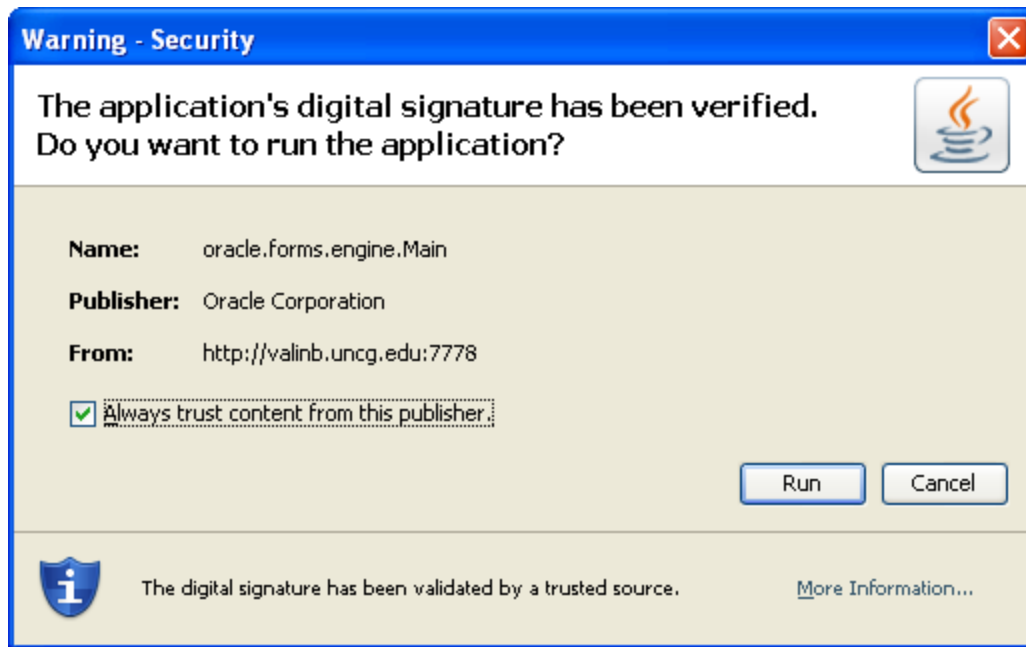 Warning - Security
The application's digital signature has been verified.
Do you want to run the application?
Name: oracle.forms.engine.Main
Publisher: Oracle Corporation
From: http://valinb.uncg.edu:7778
Always trust content from this publisher.
Run Cancel
The digital signature has been validated by a trusted source. More Information...